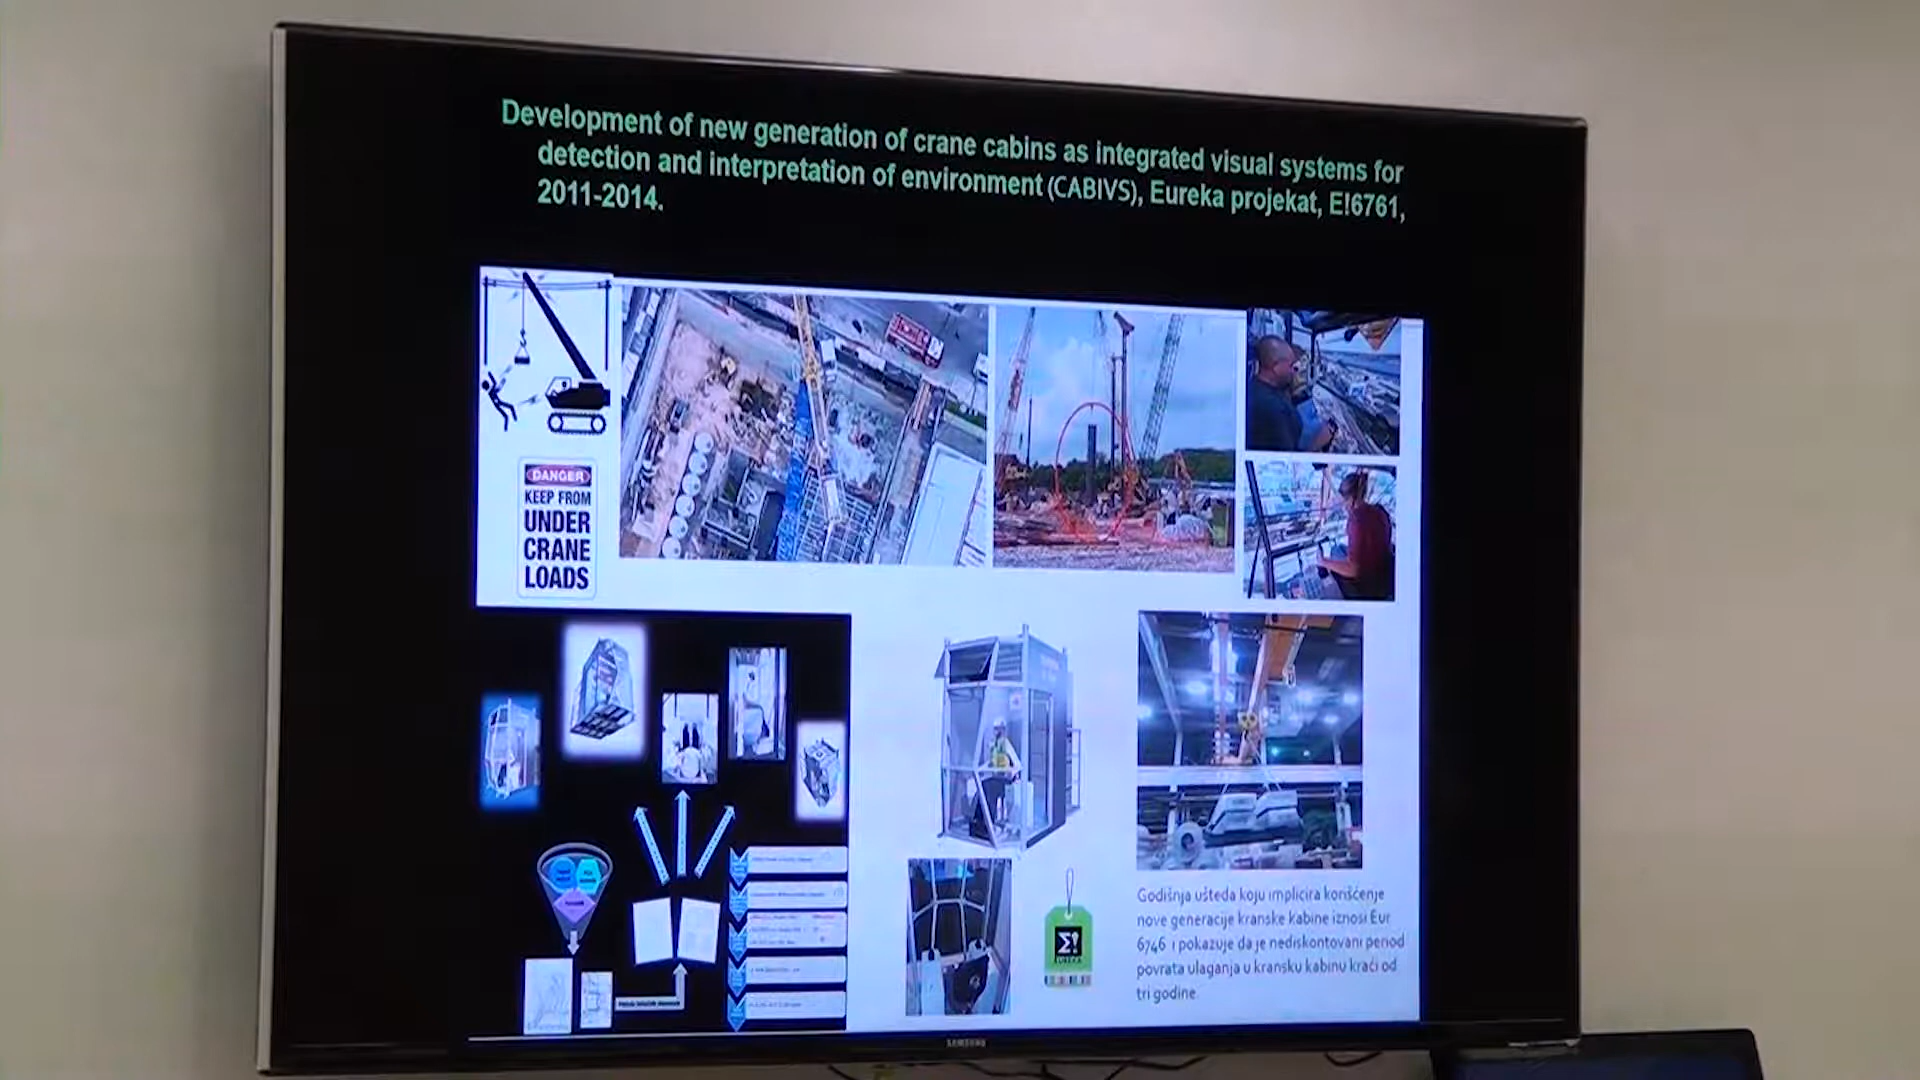 Development of new generation of crane cabins as integrated visual systems for
detection and interpretation of environment (CABIVS), Eureka projekat, E!6761,
2011-2014.
DANGER
KEEP FROM
UNDER
CRANE
LOADS
Σ!
EUREKA
Godišnja ušteda koju implicira korišćenje
nove generacije kranske kabine iznosi Eur
6746 i pokazuje da je nediskontovani period
povrata ulaganja u kransku kabinu kraći od
tri godine
SAMSUNG